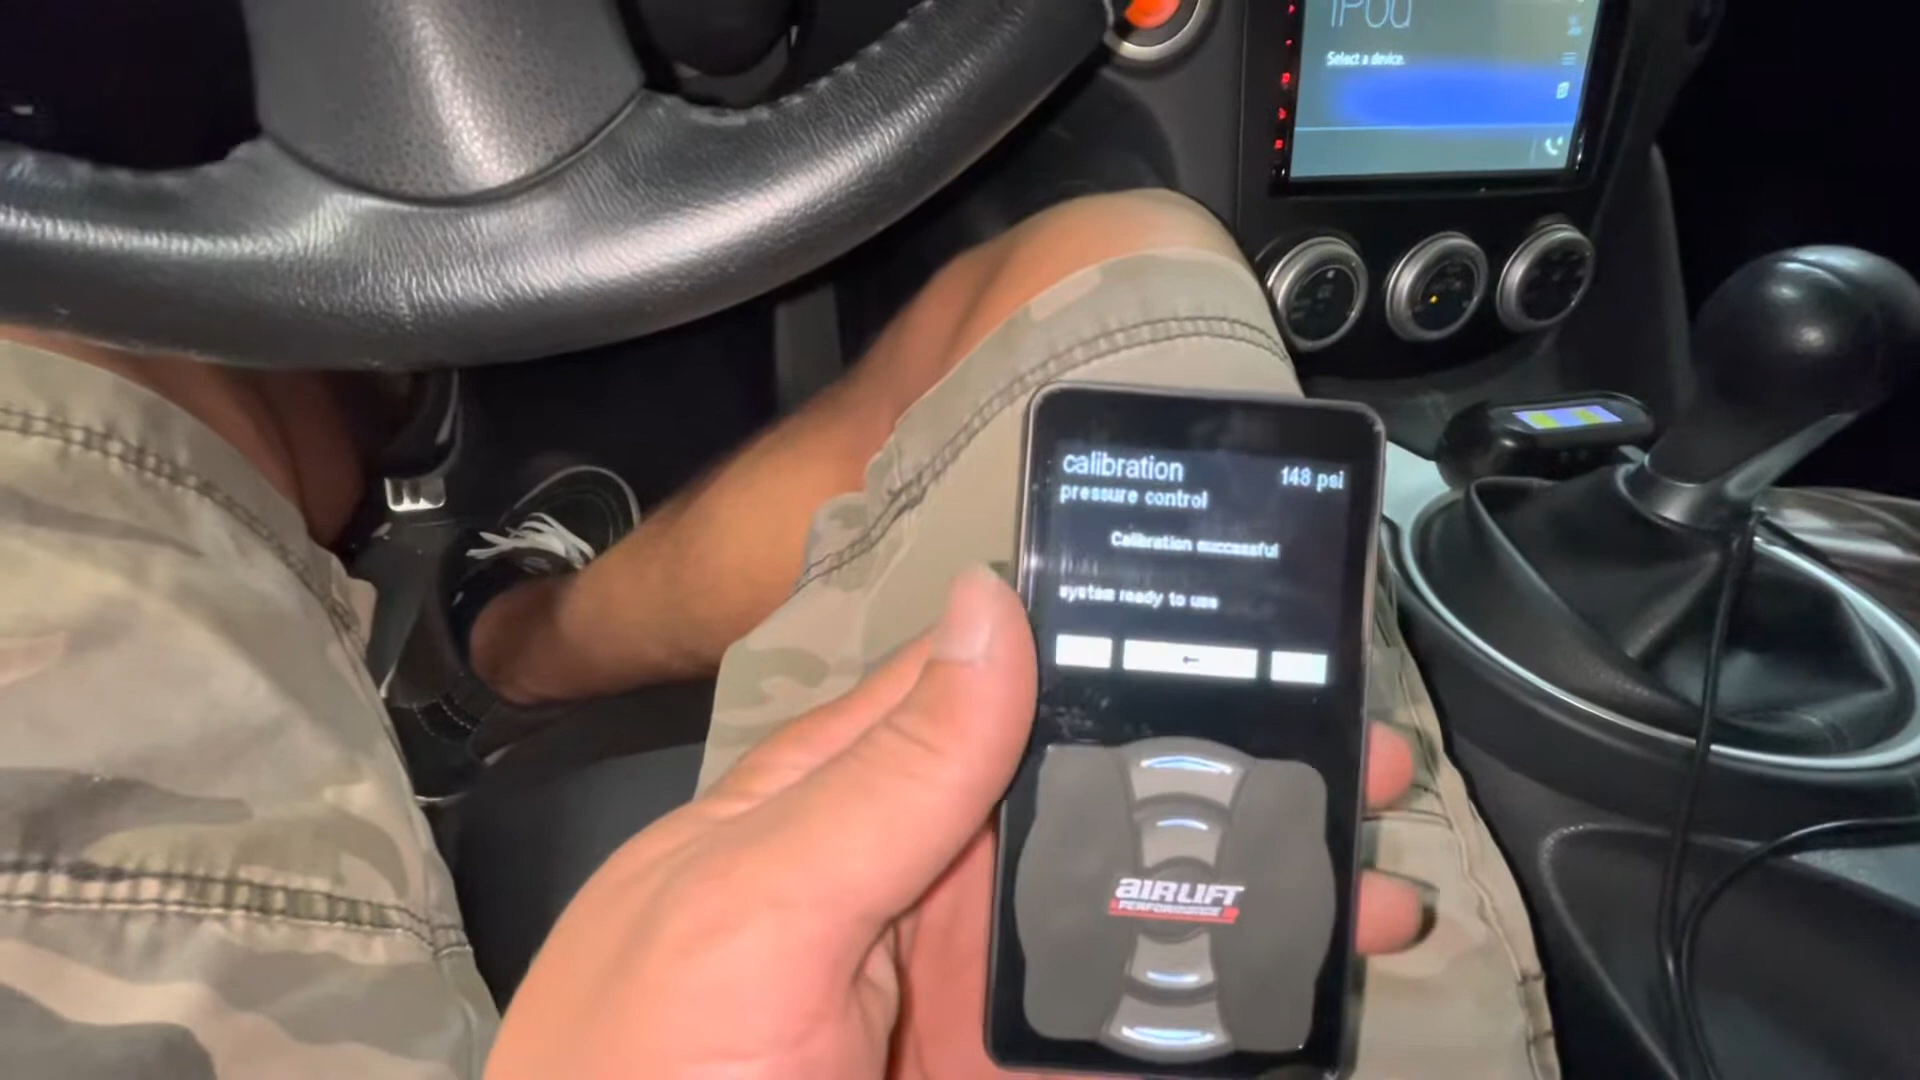 iPod
Select a device.
calibration
148 psi
pressure control
Calibration successful
system ready to use
AIRLIFT
PERFORMANCE